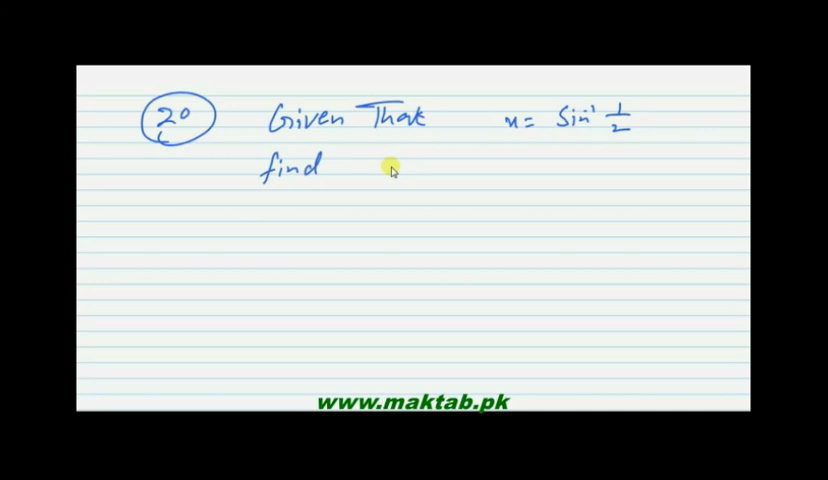 20 Given That x = Sin⁻¹ 1/2
find
www.maktab.pk